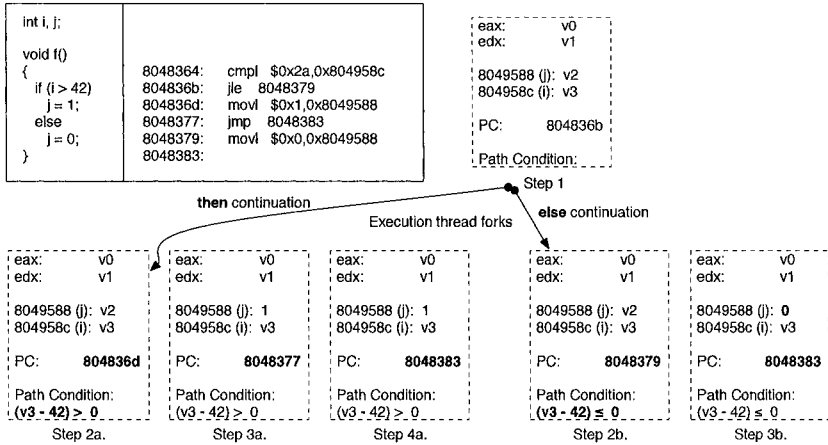 int i, j;
void f()
{
if (i > 42)
j = 1;
else
j = 0;
}
8048364: cmpl $0x2a,0x804958c
804836b: jle 8048379
804836d: movl $0x1,0x8049588
8048377: jmp 8048383
8048379: movl $0x0,0x8049588
8048383:
eax: v0
edx: v1
8049588 (j): v2
804958c (i): v3
PC: 804836b
Path Condition:
Step 1
then continuation
Execution thread forks
else continuation
eax: v0
edx: v1
8049588 (j): v2
804958c (i): v3
PC: 804836d
Path Condition:
(v3 - 42) > 0
Step 2a.
eax: v0
edx: v1
8049588 (j): 1
804958c (i): v3
PC: 8048377
Path Condition:
(v3 - 42) > 0
Step 3a.
eax: v0
edx: v1
8049588 (j): 1
804958c (i): v3
PC: 8048383
Path Condition:
(v3 - 42) > 0
Step 4a.
eax: v0
edx: v1
8049588 (j): v2
804958c (i): v3
PC: 8048379
Path Condition:
(v3 - 42) ≤ 0
Step 2b.
eax: v0
edx: v1
8049588 (j): 0
804958c (i): v3
PC: 8048383
Path Condition:
(v3 - 42) ≤ 0
Step 3b.